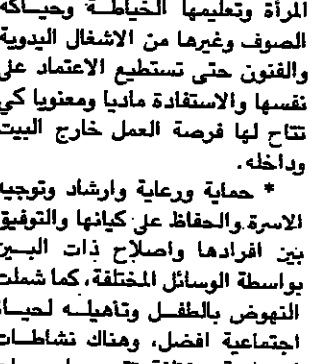 المرأة وتعليمها الخياطة وحياكة
الصوف وغيرها من الاشغال اليدوية
والفنون حتى تستطيع الاعتماد على
نفسها والاستفادة ماديا ومعنويا كي
تتاح لها فرصة العمل خارج البيت
وداخله.
* حماية ورعاية وارشاد وتوجيه
الاسرة والحفاظ على كيانها والتوفيق
بين افرادها واصلاح ذات البين
بواسطة الوسائل المختلفة، كما شملت
النهوض بالطفل وتأهيله لحياة
اجتماعية افضل، وهناك نشاطات